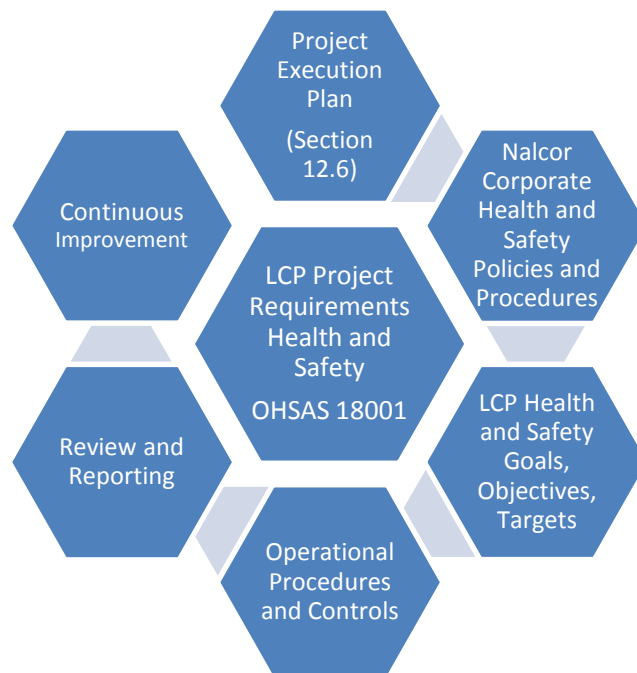 Project
Execution
Plan
(Section
12.6)
Nalcor
Corporate
Health and
Safety
Policies and
Procedures
Continuous
Improvement
LCP Project
Requirements
Health and
Safety
OHSAS 18001
LCP Health
and Safety
Goals,
Objectives,
Targets
Review and
Reporting
Operational
Procedures
and Controls